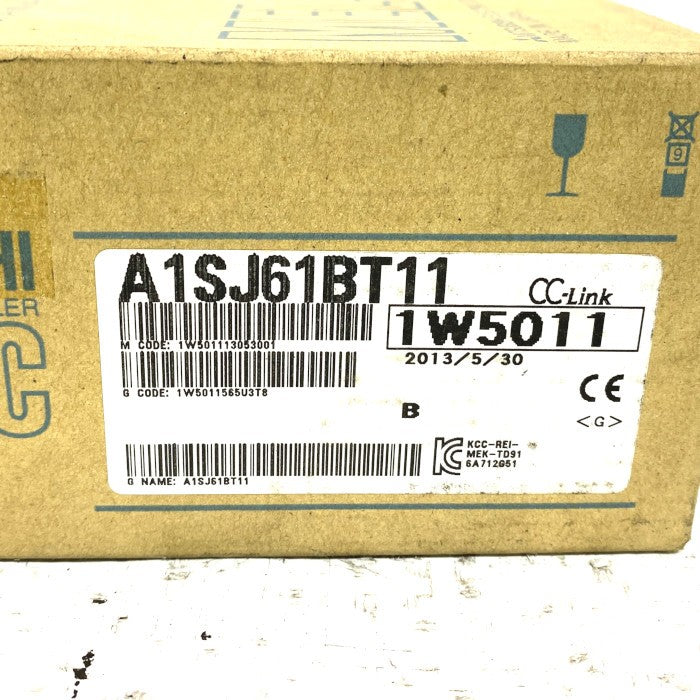 9
HI
LER
C
A1SJ61BT11
CC-Link
1W5011
M CODE: 1W501113053001
2013/5/30
G CODE: 1W5011565U3T8
B
<G>
KCC-REI-
MEK-TD91
6A712G51
G NAME: A1SJ61BT11